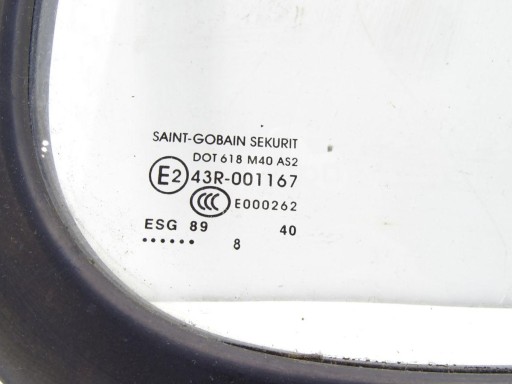 SAINT-GOBAIN SEKURIT
DOT 618 M40 AS2
E2 43R-001167
CCC E000262
ESG 89 40
...... 8